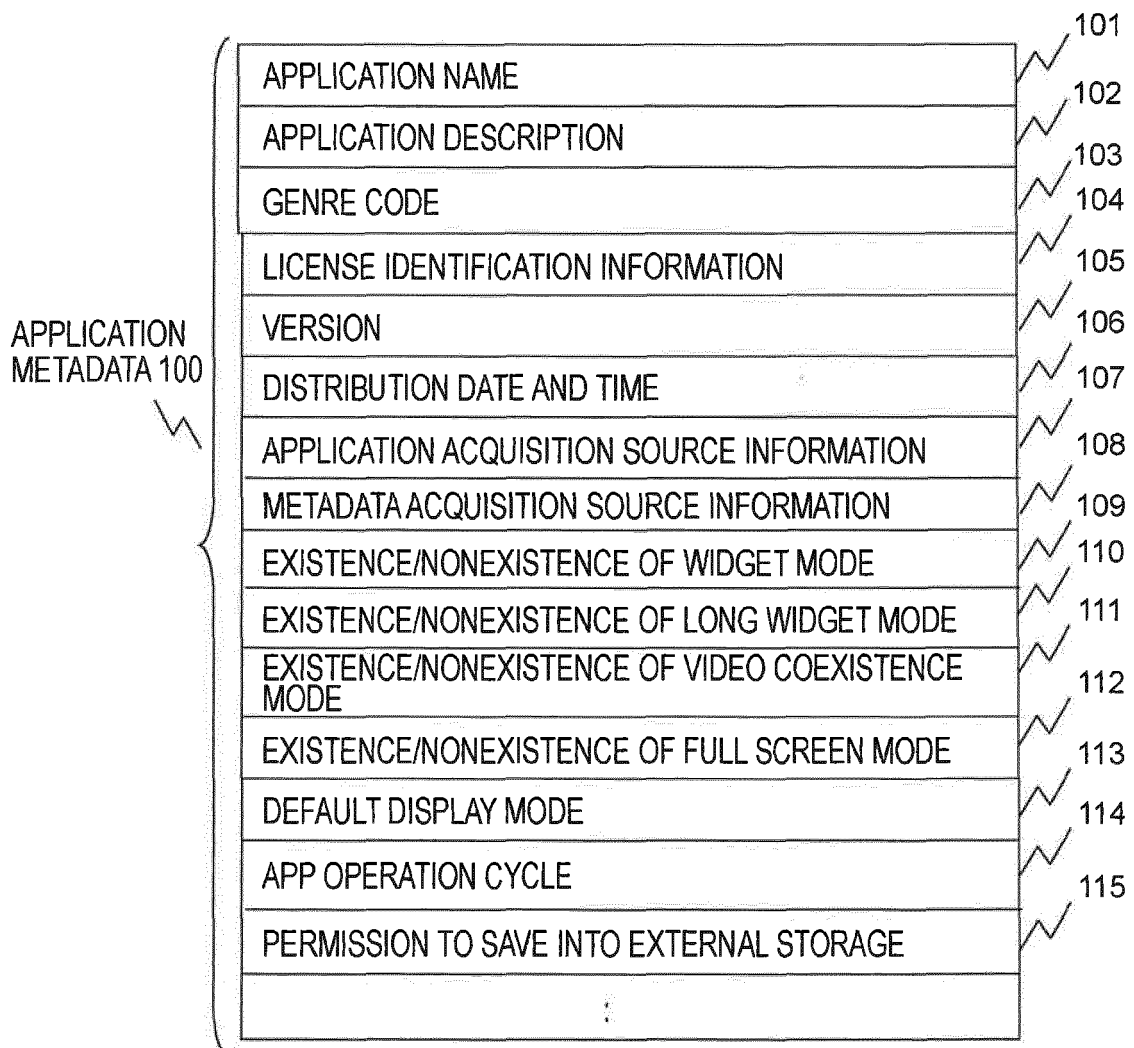 101
APPLICATION NAME
102
APPLICATION DESCRIPTION
103
GENRE CODE
104
LICENSE IDENTIFICATION INFORMATION
105
VERSION
106
APPLICATION
METADATA 100
DISTRIBUTION DATE AND TIME
107
APPLICATION ACQUISITION SOURCE INFORMATION
108
METADATA ACQUISITION SOURCE INFORMATION
109
EXISTENCE/NONEXISTENCE OF WIDGET MODE
110
EXISTENCE/NONEXISTENCE OF LONG WIDGET MODE
111
EXISTENCE/NONEXISTENCE OF VIDEO COEXISTENCE
MODE
112
EXISTENCE/NONEXISTENCE OF FULL SCREEN MODE
113
DEFAULT DISPLAY MODE
114
APP OPERATION CYCLE
115
PERMISSION TO SAVE INTO EXTERNAL STORAGE
: